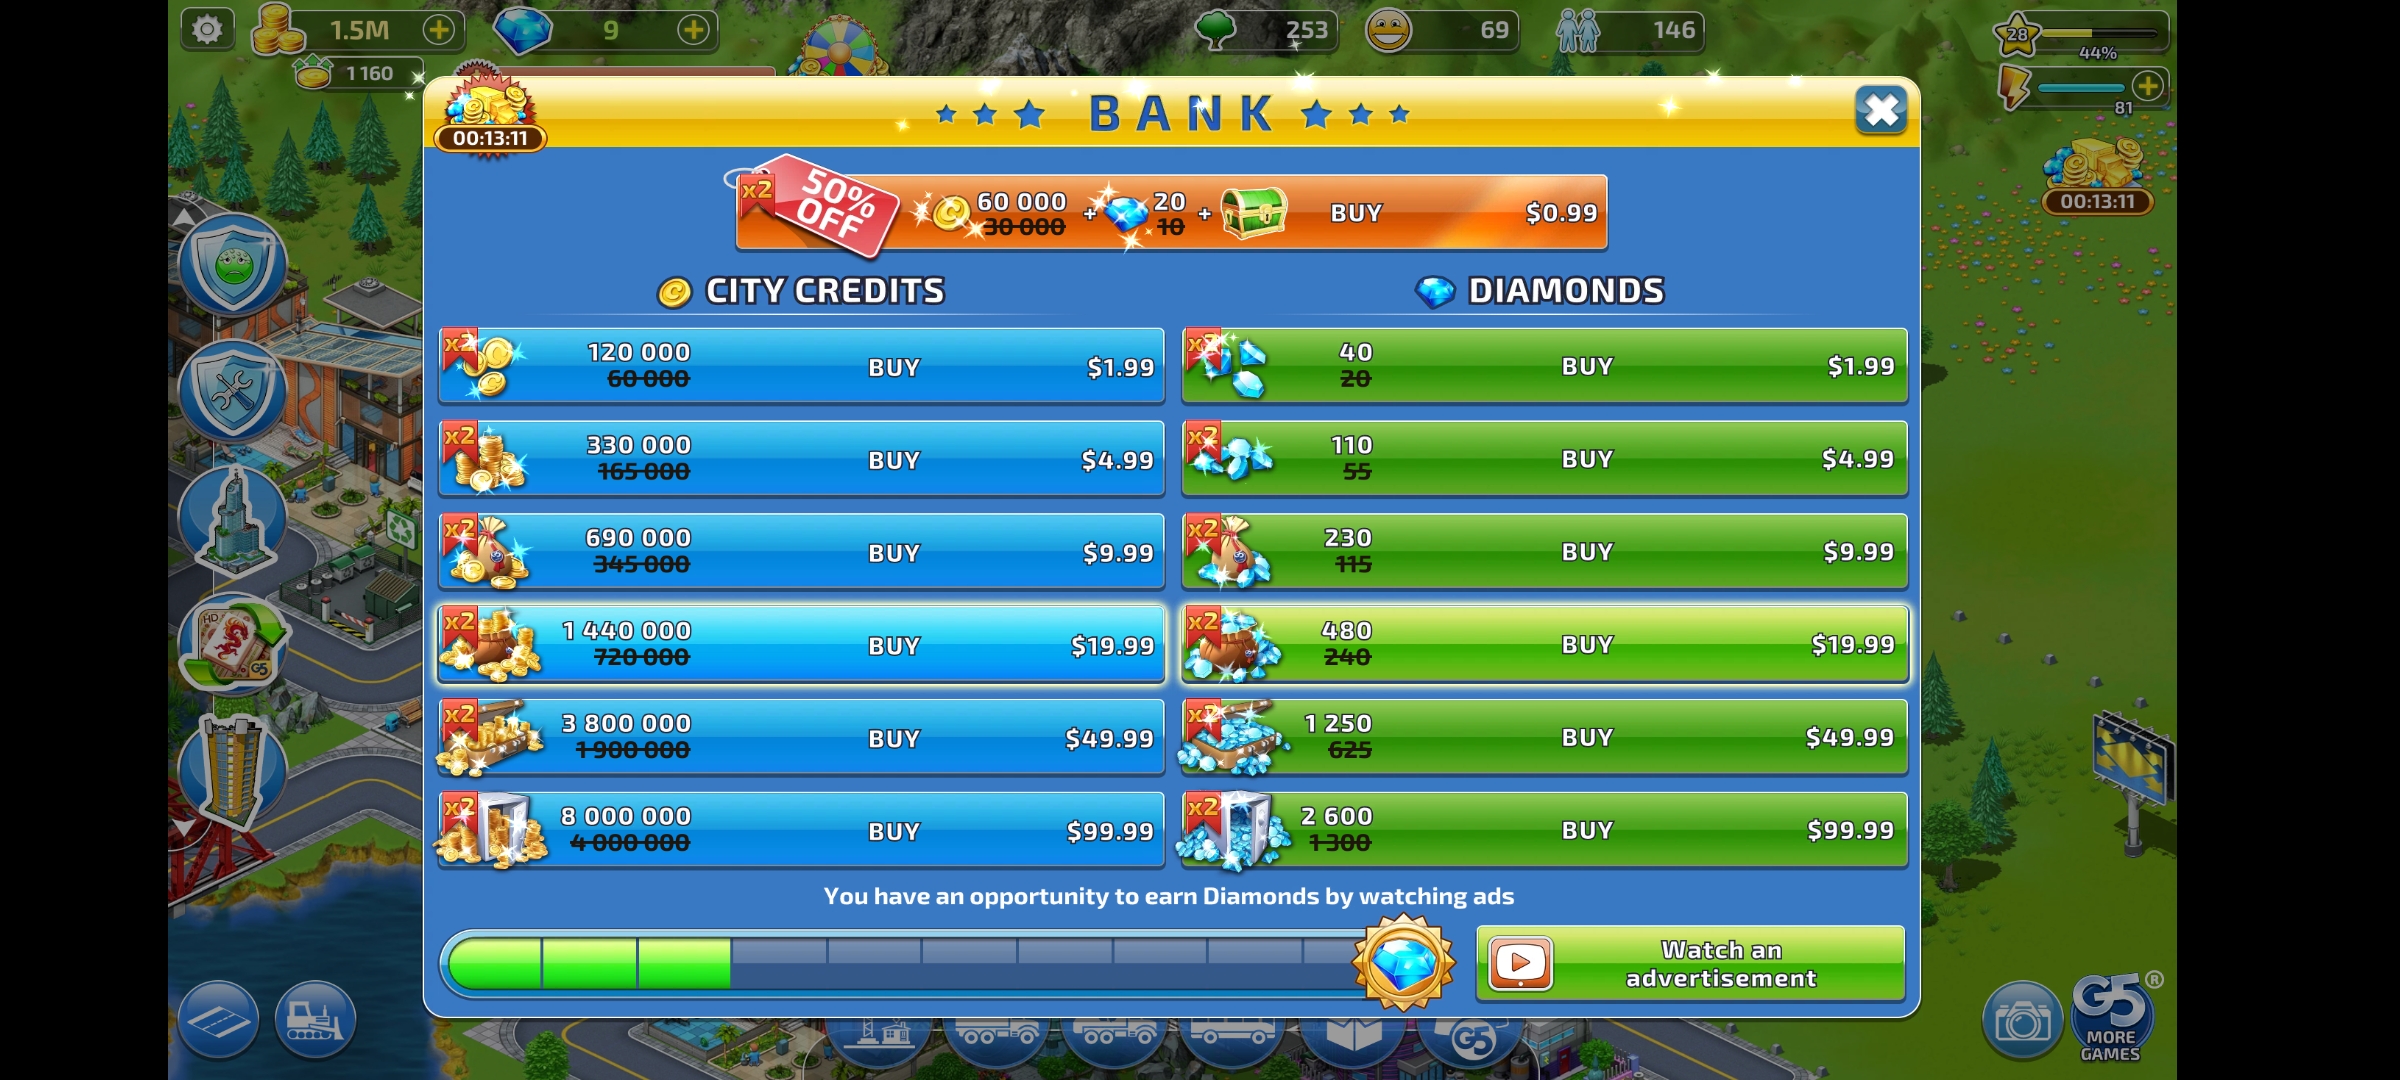 1.5M
9
253
69
146
28
44%
1 160
81
00:13:11
BANK
00:13:11
x2
50%
OFF
60 000
30 000
+
20
10
+
BUY
$0.99
CITY CREDITS
DIAMONDS
x2
120 000
60 000
BUY
$1.99
x2
40
20
BUY
$1.99
x2
330 000
165 000
BUY
$4.99
x2
110
55
BUY
$4.99
x2
690 000
345 000
BUY
$9.99
x2
230
115
BUY
$9.99
x2
1 440 000
720 000
BUY
$19.99
x2
480
240
BUY
$19.99
x2
3 800 000
1 900 000
BUY
$49.99
x2
1 250
625
BUY
$49.99
x2
8 000 000
4 000 000
BUY
$99.99
x2
2 600
1 300
BUY
$99.99
HD
G5
You have an opportunity to earn Diamonds by watching ads
Watch an
advertisement
G5
G5®
MORE
GAMES